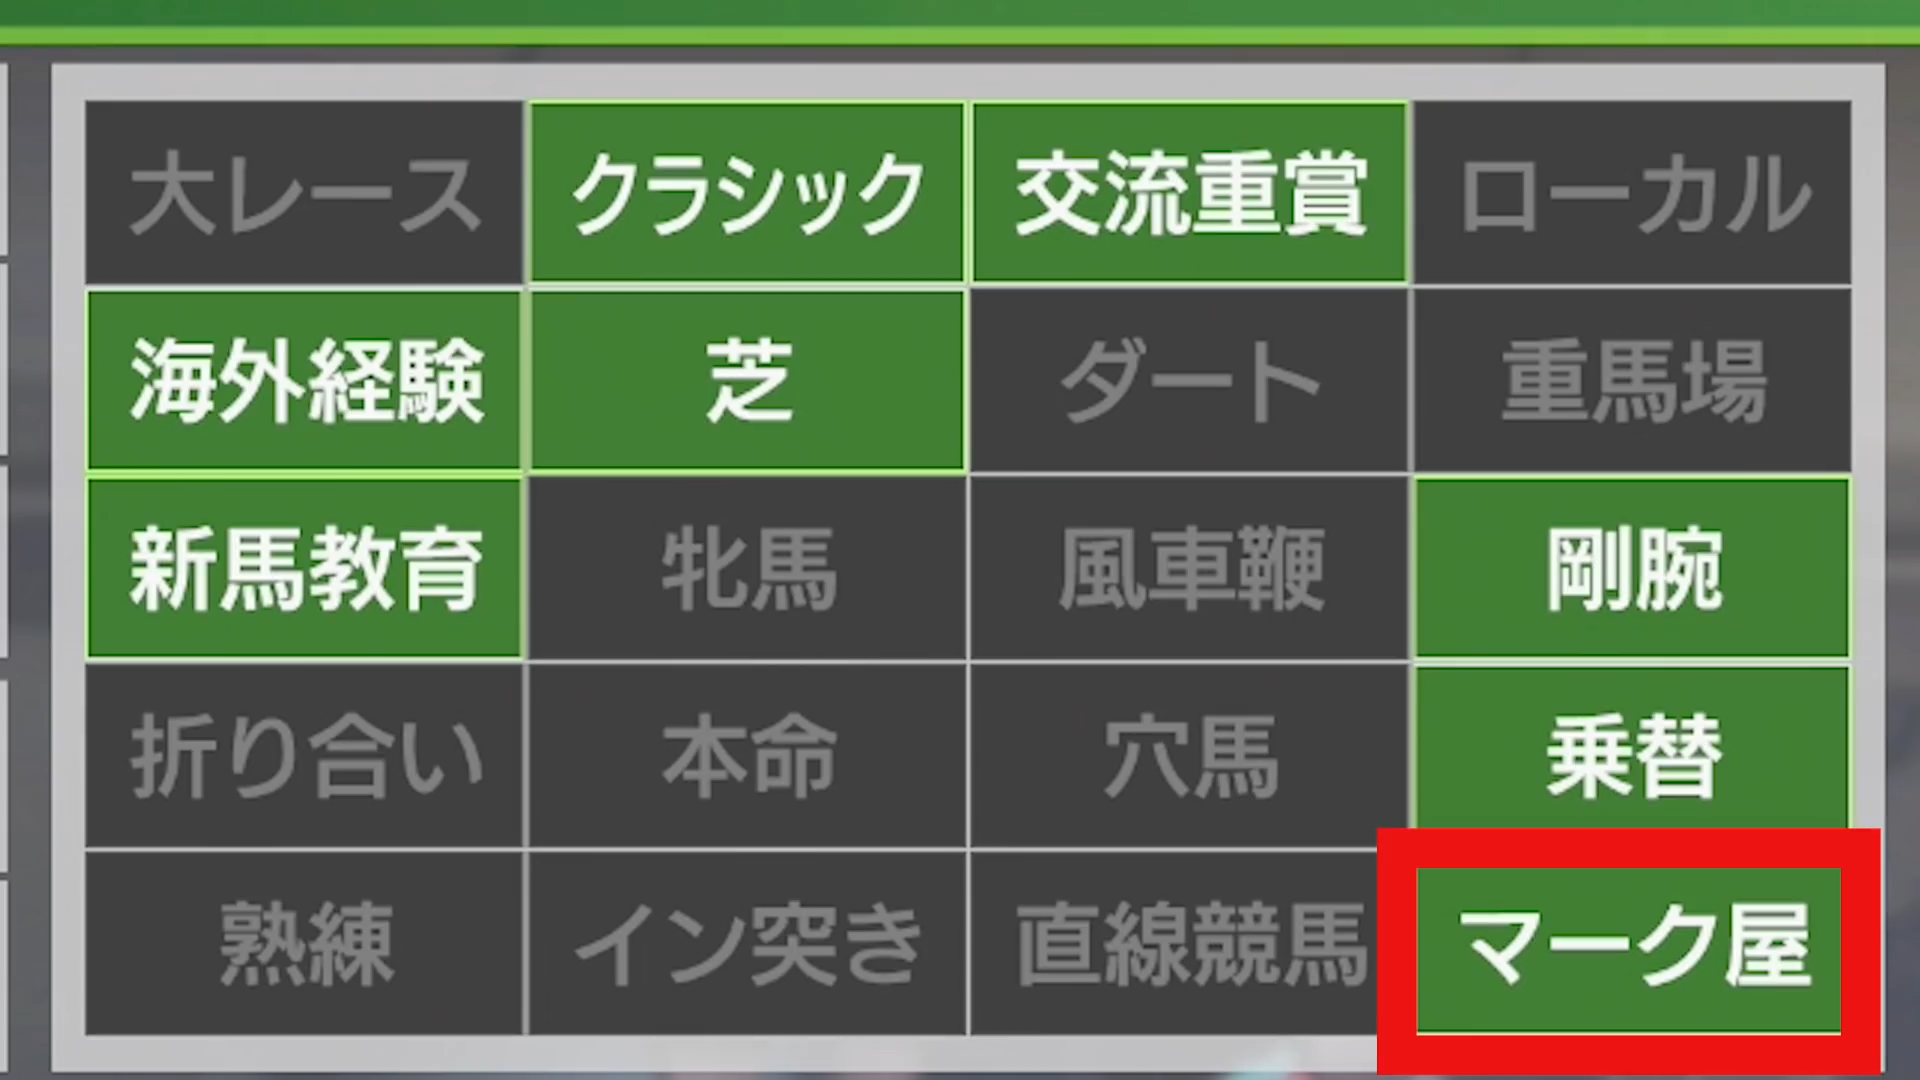 大レース クラシック 交流重賞 ローカル
海外経験 芝 ダート 重馬場
新馬教育 牝馬 風車鞭 剛腕
折り合い 本命 穴馬 乗替
熟練 イン突き 直線競馬 マーク屋